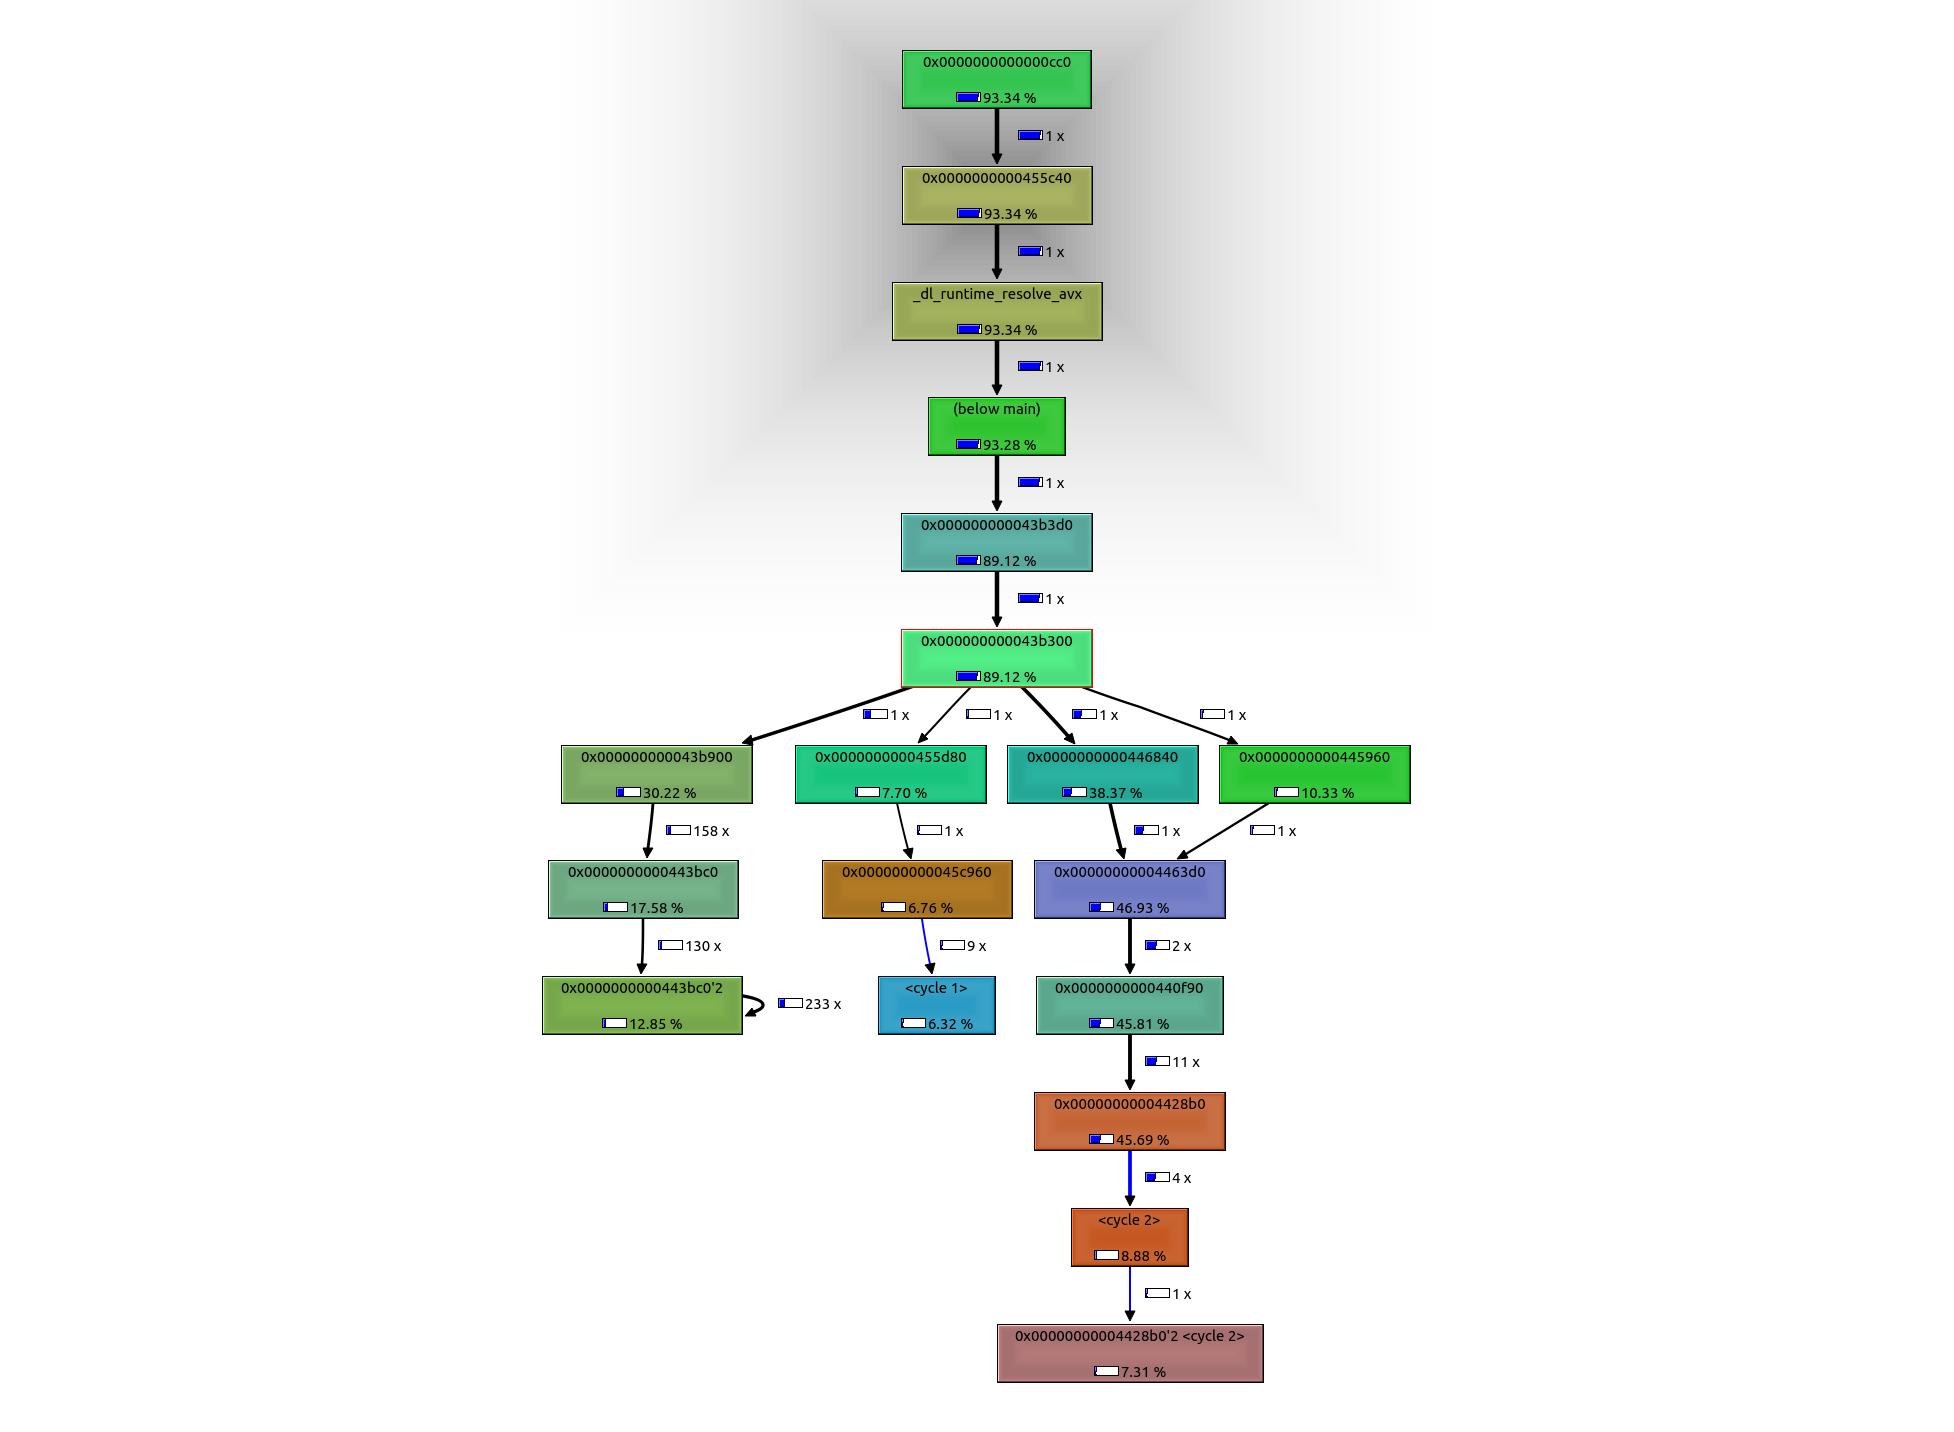 0x0000000000000cc0
93.34 %
1 x
0x0000000000455c40
93.34 %
1 x
_dl_runtime_resolve_avx
93.34 %
1 x
(below main)
93.28 %
1 x
0x000000000043b3d0
89.12 %
1 x
0x000000000043b300
89.12 %
1 x
1 x
1 x
1 x
0x000000000043b900
30.22 %
0x0000000000455d80
7.70 %
0x0000000000446840
38.37 %
0x0000000000445960
10.33 %
158 x
1 x
1 x
1 x
0x0000000000443bc0
17.58 %
0x000000000045c960
6.76 %
0x00000000004463d0
46.93 %
130 x
9 x
2 x
0x0000000000443bc0'2
12.85 %
233 x
<cycle 1>
6.32 %
0x0000000000440f90
45.81 %
11 x
0x00000000004428b0
45.69 %
4 x
<cycle 2>
8.88 %
1 x
0x00000000004428b0'2 <cycle 2>
7.31 %